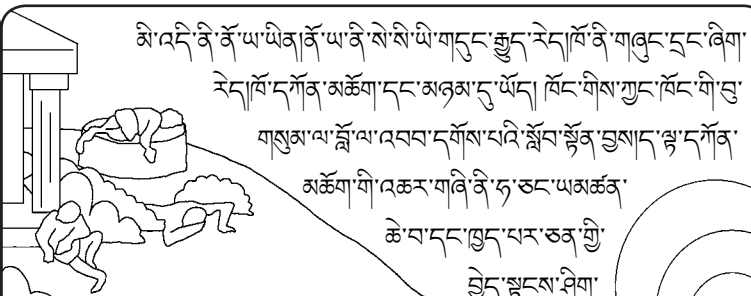 མི་འདི་ནི་ནོ་ཡ་ཡིན།ནོ་ཡ་ནི་སེ་སི་ཡི་གདུང་རྒྱུད་རེད།ཁོ་ནི་གཞུང་དྲང་ཞིག་
རེད།ཁོ་དཀོན་མཆོག་དང་མཉམ་དུ་ཡོད། ཁོང་གིས་ཀྱང་ཁོང་གི་བུ་
གསུམ་ལ་བློ་ལ་འབབ་དགོས་པའི་སློབ་སྟོན་བྱས།ད་ལྟ་དཀོན་
མཆོག་གི་འཆར་གཞི་ནི་ཧ་ཅང་ཡམཚན་
ཆེ་བ་དང་ཁྱད་པར་ཅན་གྱི་
བྱེད་སྟངས་ཤིག་